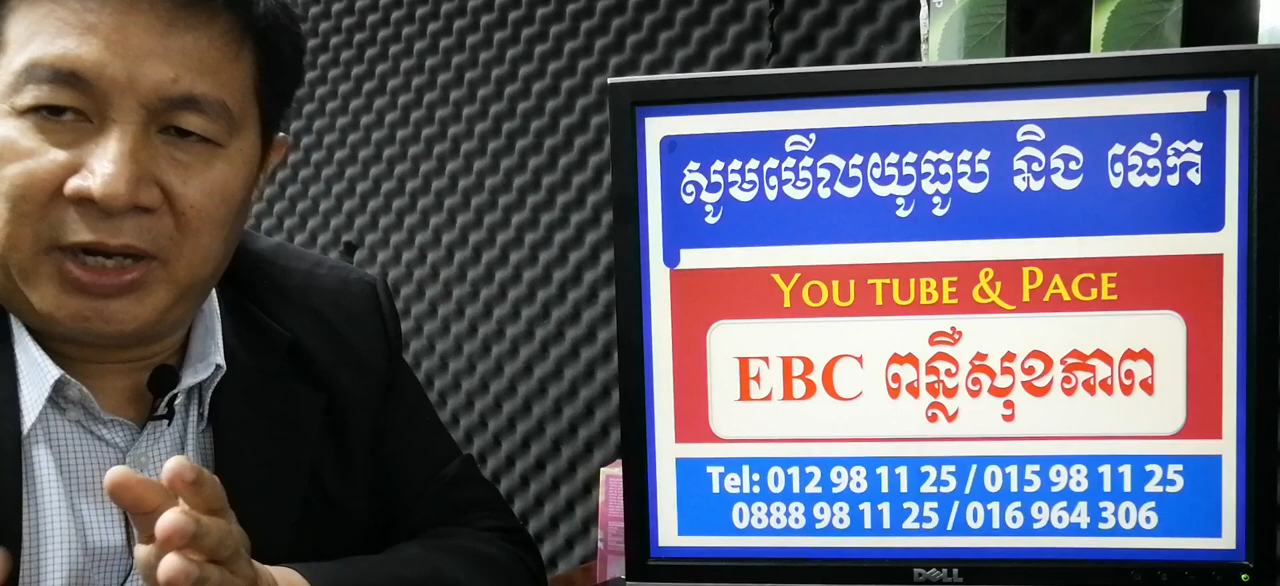 សូមមើលយូធូប និង ផេក
YOU TUBE & PAGE
EBC ពន្លឺសុខភាព
Tel: 012 98 11 25 / 015 98 11 25
0888 98 11 25 / 016 964 306
DELL